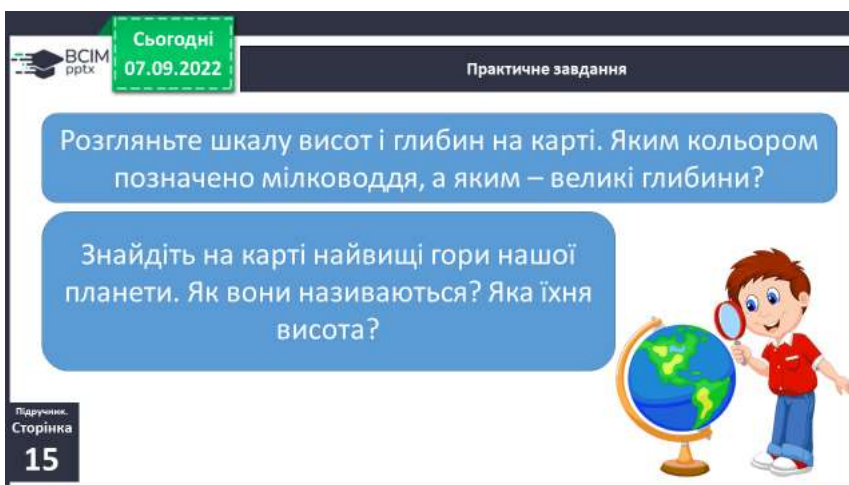 Сьогодні
07.09.2022
BCIM
pptx
Практичне завдання
Розгляньте шкалу висот і глибин на карті. Яким кольором
позначено мілководдя, а яким – великі глибини?
Знайдіть на карті найвищі гори нашої
планети. Як вони називаються? Яка їхня
висота?
Підручник.
Сторінка
15